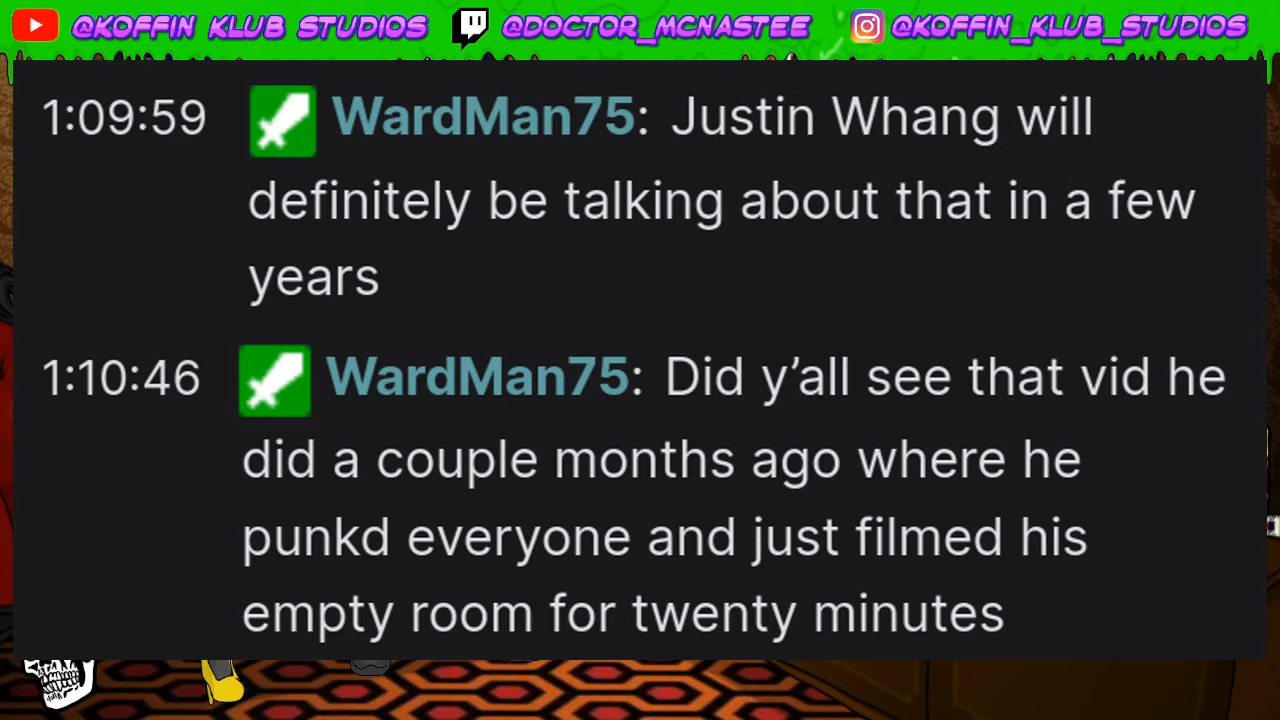 @KOFFIN KLUB STUDIOS @DOCTOR_MCNASTEE @KOFFIN_KLUB_STUDIOS
1:09:59 WardMan75: Justin Whang will
definitely be talking about that in a few
years
1:10:46 WardMan75: Did y’all see that vid he
did a couple months ago where he
punkd everyone and just filmed his
empty room for twenty minutes